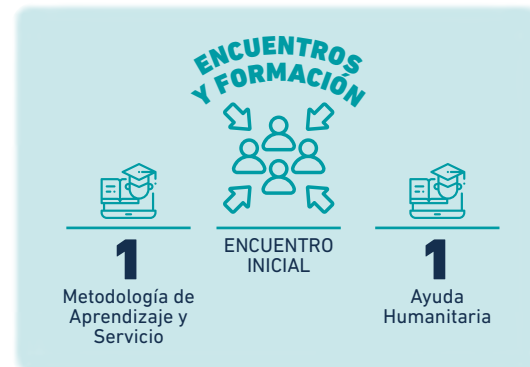 ENCUENTROS
Y FORMACIÓN
ENCUENTRO
INICIAL
1
Metodología de
Aprendizaje y
Servicio
1
Ayuda
Humanitaria